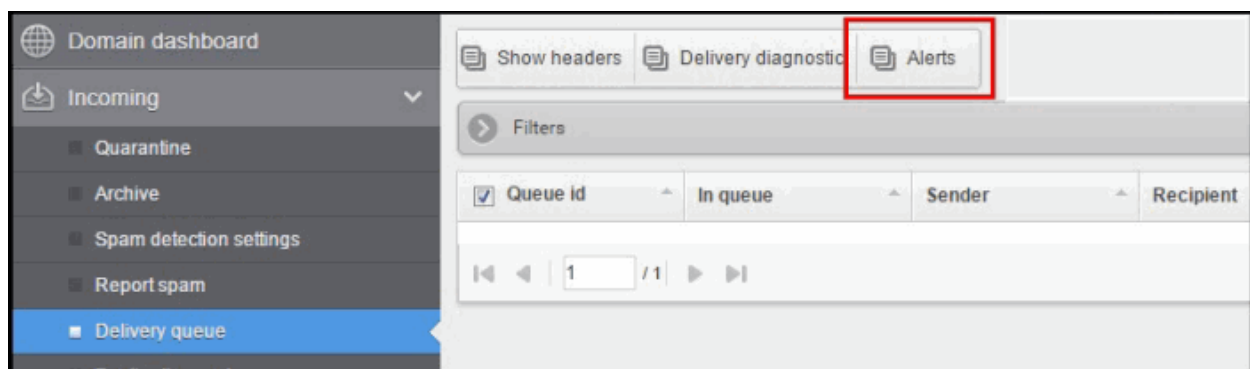 Domain dashboard
Incoming
Quarantine
Archive
Spam detection settings
Report spam
Delivery queue
Show headers Delivery diagnostic Alerts
Filters
Queue id In queue Sender Recipient
1 / 1